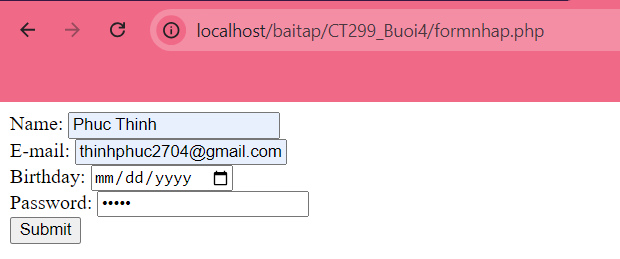 localhost/baitap/CT299_Buoi4/formnhap.php
Name: Phuc Thinh
E-mail: thinhphuc2704@gmail.com
Birthday: mm/dd/yyyy
Password: •••••
Submit